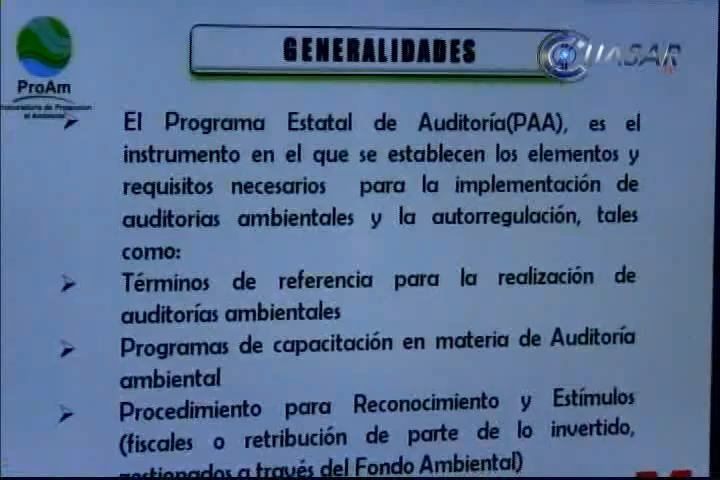 GENERALIDADES
CUASAR
ProAm
El Programa Estatal de Auditoría(PAA), es el
instrumento en el que se establecen los elementos y
requisitos necesarios para la implementación de
auditorias ambientales y la autorregulación, tales
como:
Términos de referencia para la realización de
auditorías ambientales
Programas de capacitación en materia de Auditoría
ambiental
Procedimiento para Reconocimiento y Estímulos
(fiscales o retribución de parte de lo invertido,
gestionados a través del Fondo Ambiental)